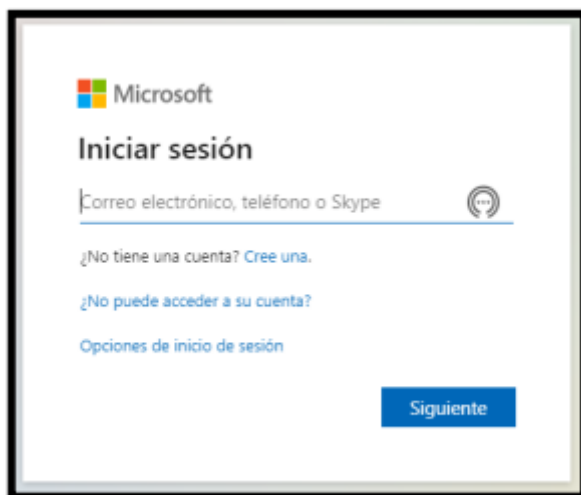 Microsoft
Iniciar sesión
Correo electrónico, teléfono o Skype
¿No tiene una cuenta? Cree una.
¿No puede acceder a su cuenta?
Opciones de inicio de sesión
Siguiente